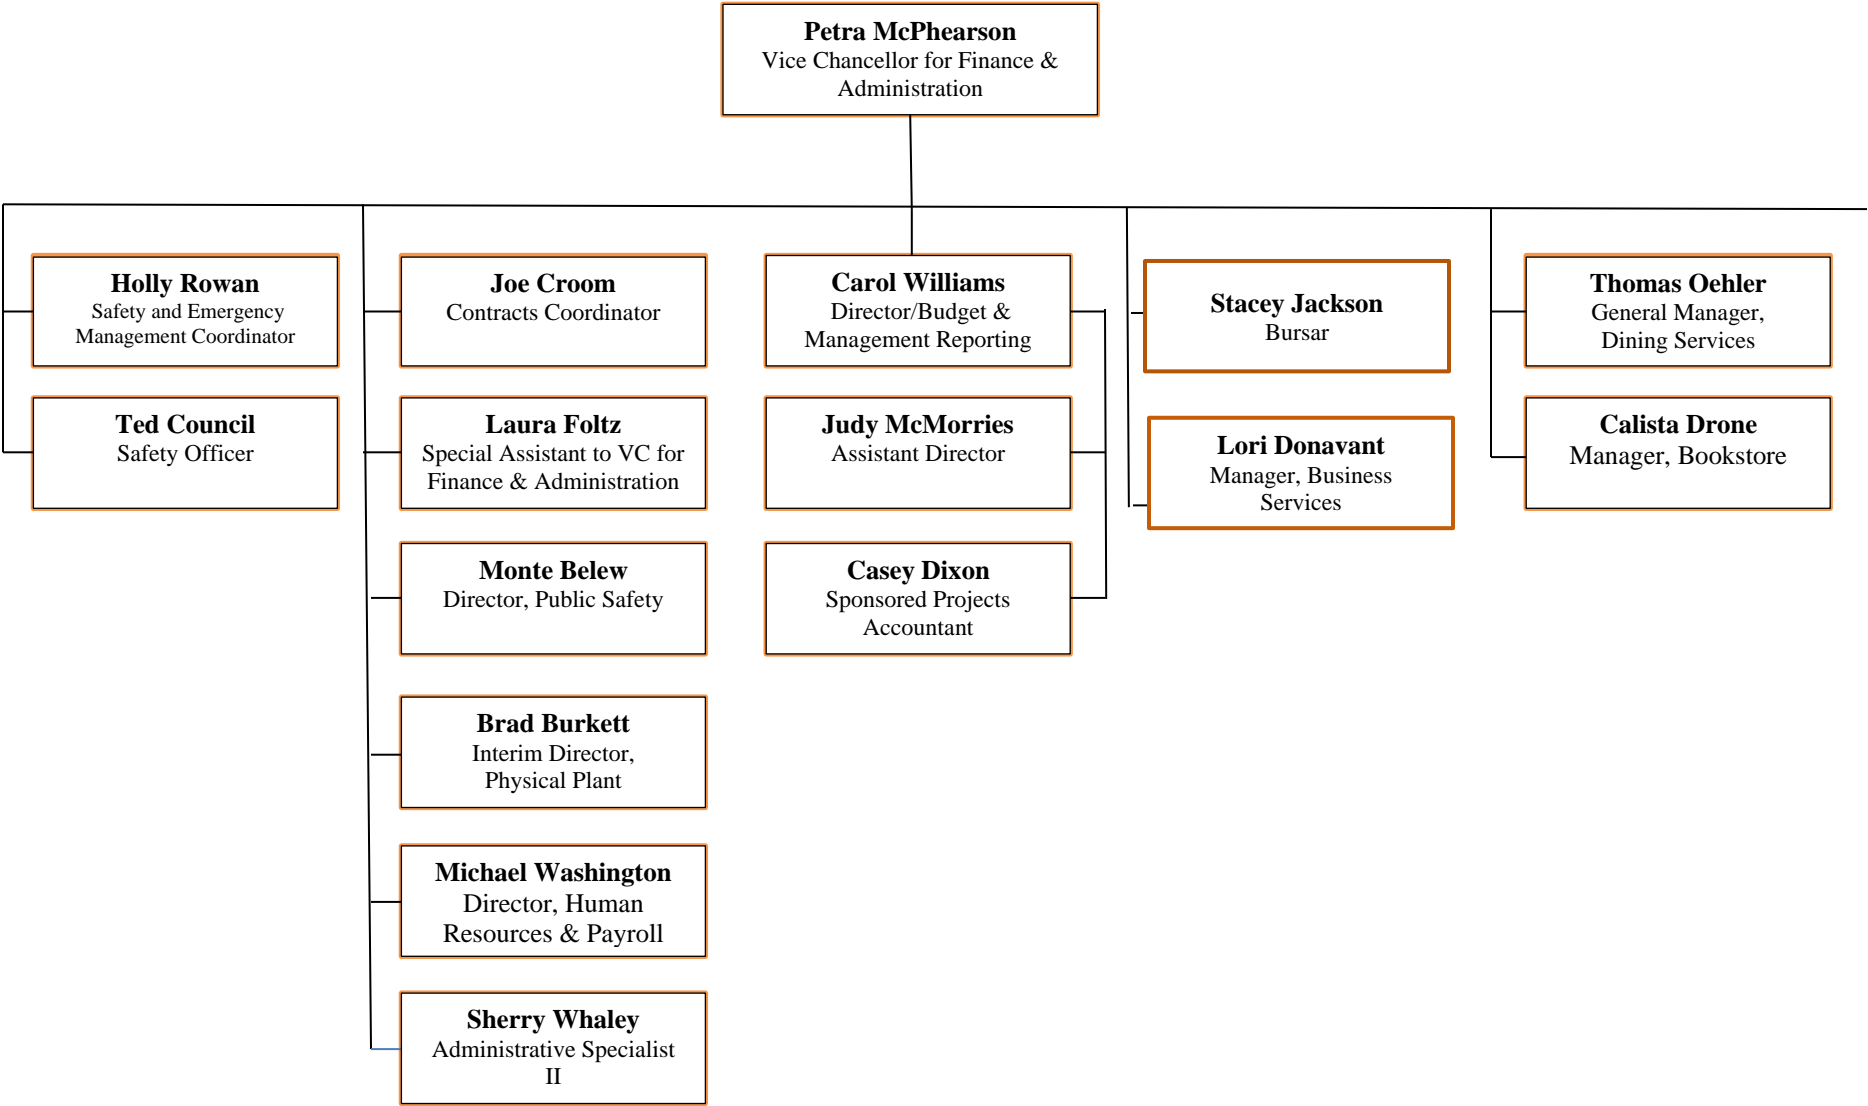 Petra McPhearson
Vice Chancellor for Finance &
Administration
Holly Rowan
Safety and Emergency
Management Coordinator
Ted Council
Safety Officer
Joe Croom
Contracts Coordinator
Laura Foltz
Special Assistant to VC for
Finance & Administration
Monte Belew
Director, Public Safety
Brad Burkett
Interim Director,
Physical Plant
Michael Washington
Director, Human
Resources & Payroll
Sherry Whaley
Administrative Specialist
II
Carol Williams
Director/Budget &
Management Reporting
Judy McMorries
Assistant Director
Casey Dixon
Sponsored Projects
Accountant
Stacey Jackson
Bursar
Lori Donavant
Manager, Business
Services
Thomas Oehler
General Manager,
Dining Services
Calista Drone
Manager, Bookstore